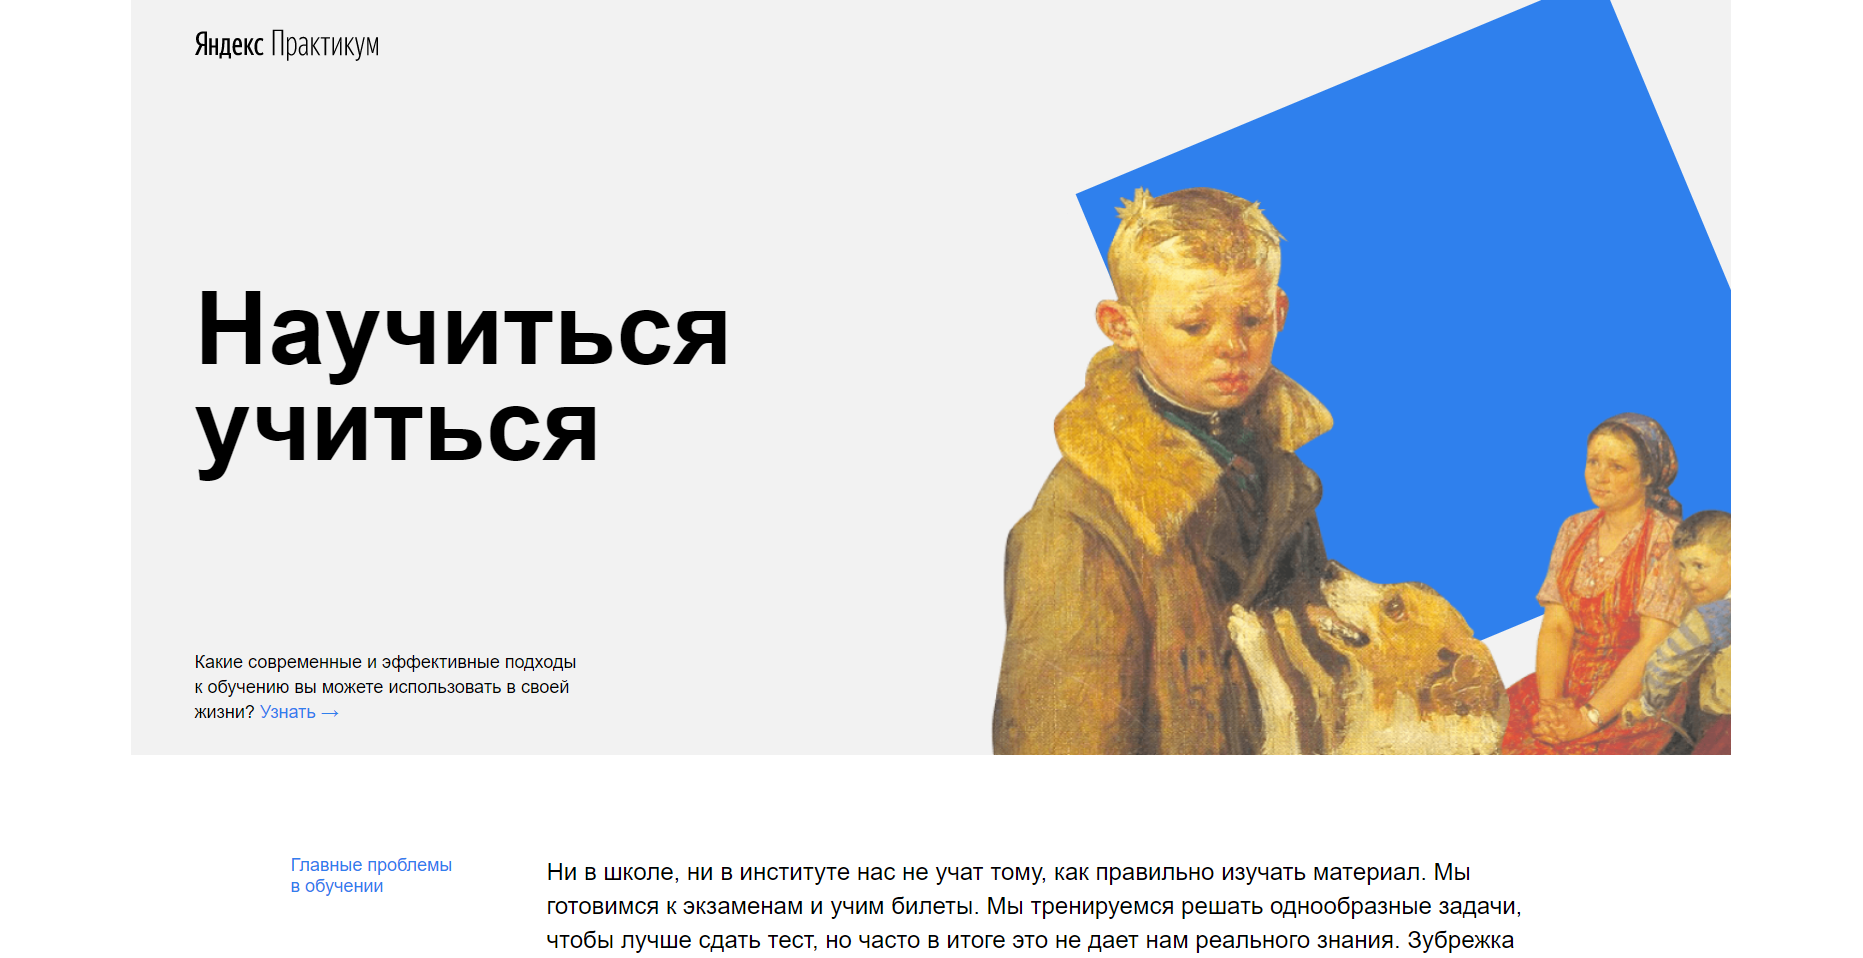 Яндекс Практикум
Научиться
учиться
Какие современные и эффективные подходы
к обучению вы можете использовать в своей
жизни? Узнать →
Главные проблемы
в обучении
Ни в школе, ни в институте нас не учат тому, как правильно изучать материал. Мы
готовимся к экзаменам и учим билеты. Мы тренируемся решать однообразные задачи,
чтобы лучше сдать тест, но часто в итоге это не дает нам реального знания. Зубрежка